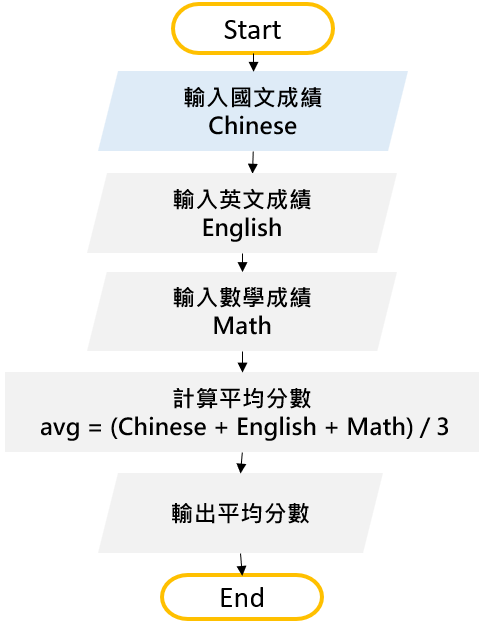 Start
輸入國文成績
Chinese
輸入英文成績
English
輸入數學成績
Math
計算平均分數
avg = (Chinese + English + Math) / 3
輸出平均分數
End